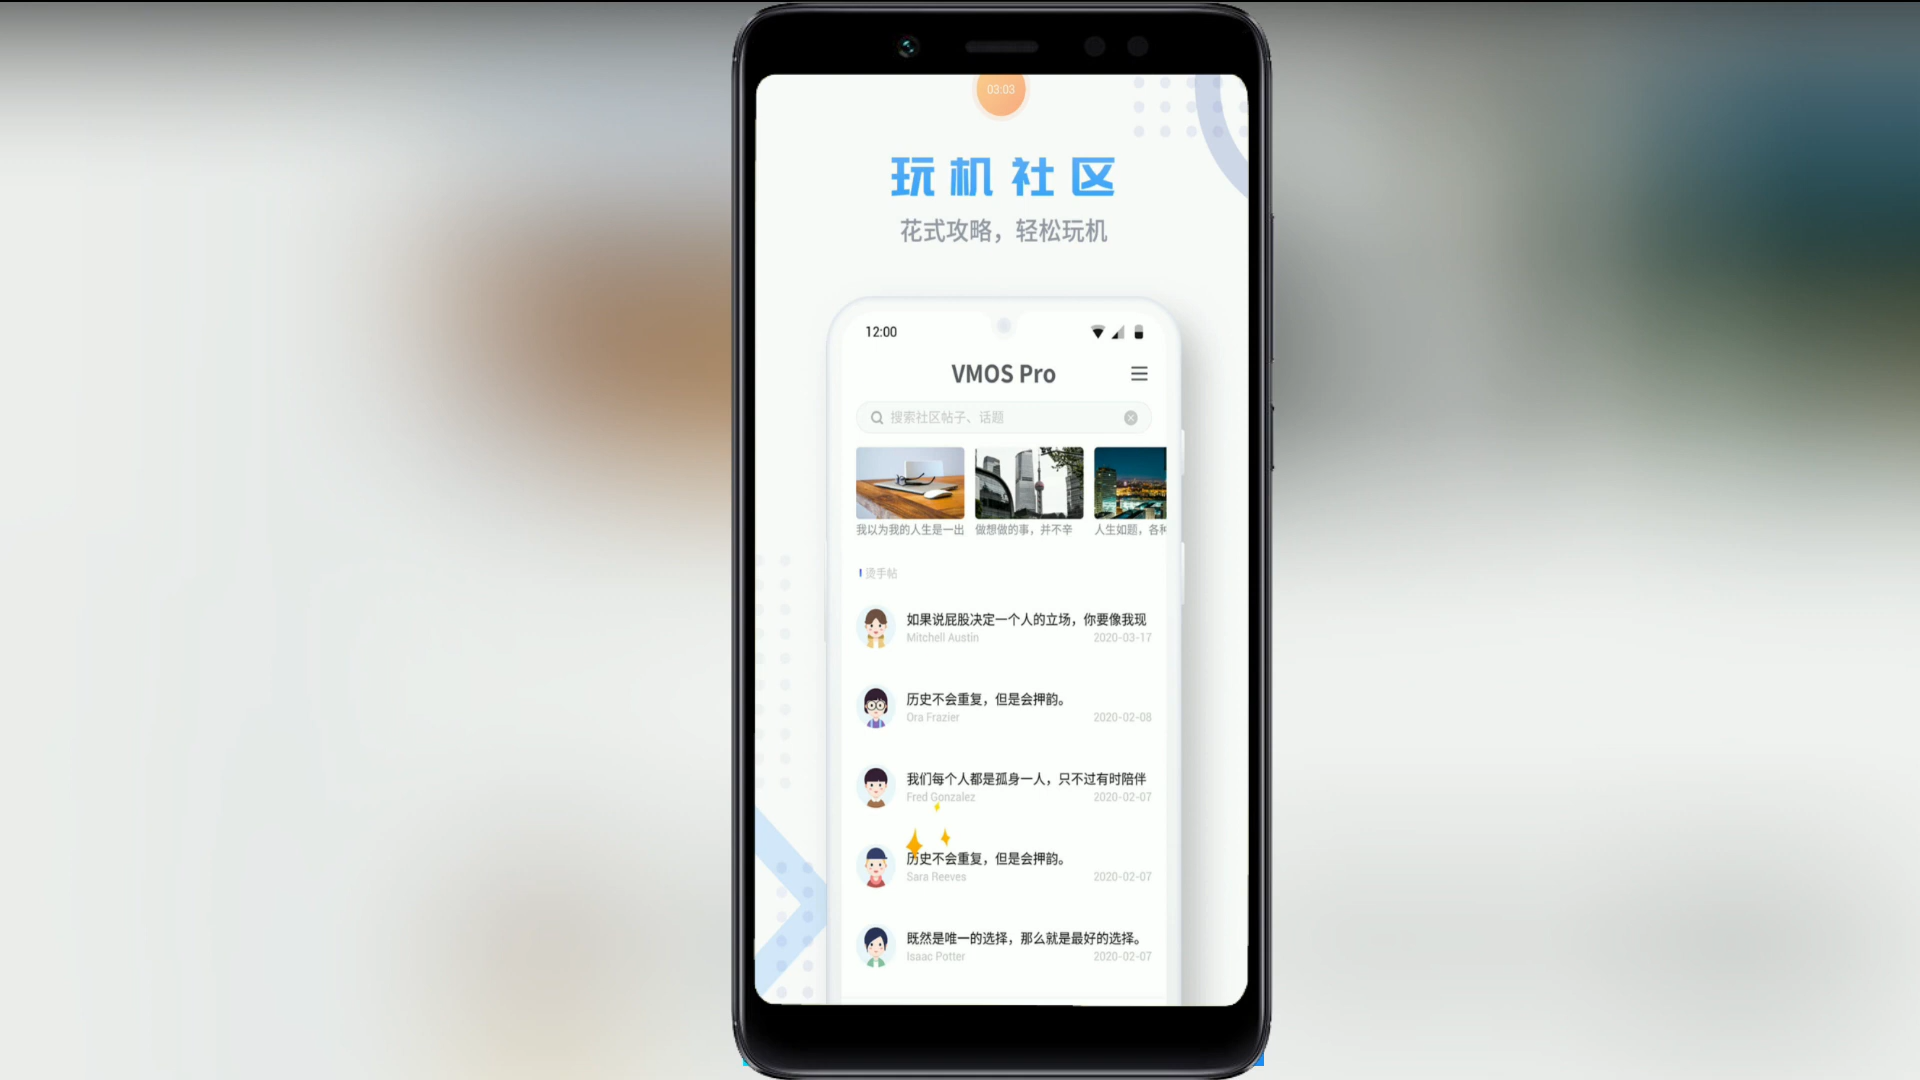 03:03
玩机社区
花式攻略，轻松玩机
12:00
VMOS Pro
搜索社区帖子、话题
我以为我的人生是一出
做想做的事，并不辛
人生如题，各种
烫手帖
如果说屁股决定一个人的立场，你要像我现
Mitchell Austin
2020-03-17
历史不会重复，但是会押韵。
Ora Frazier
2020-02-08
我们每个人都是孤身一人，只不过有时陪伴
Fred Gonzalez
2020-02-07
历史不会重复，但是会押韵。
Sara Reeves
2020-02-07
既然是唯一的选择，那么就是最好的选择。
Isaac Potter
2020-02-07